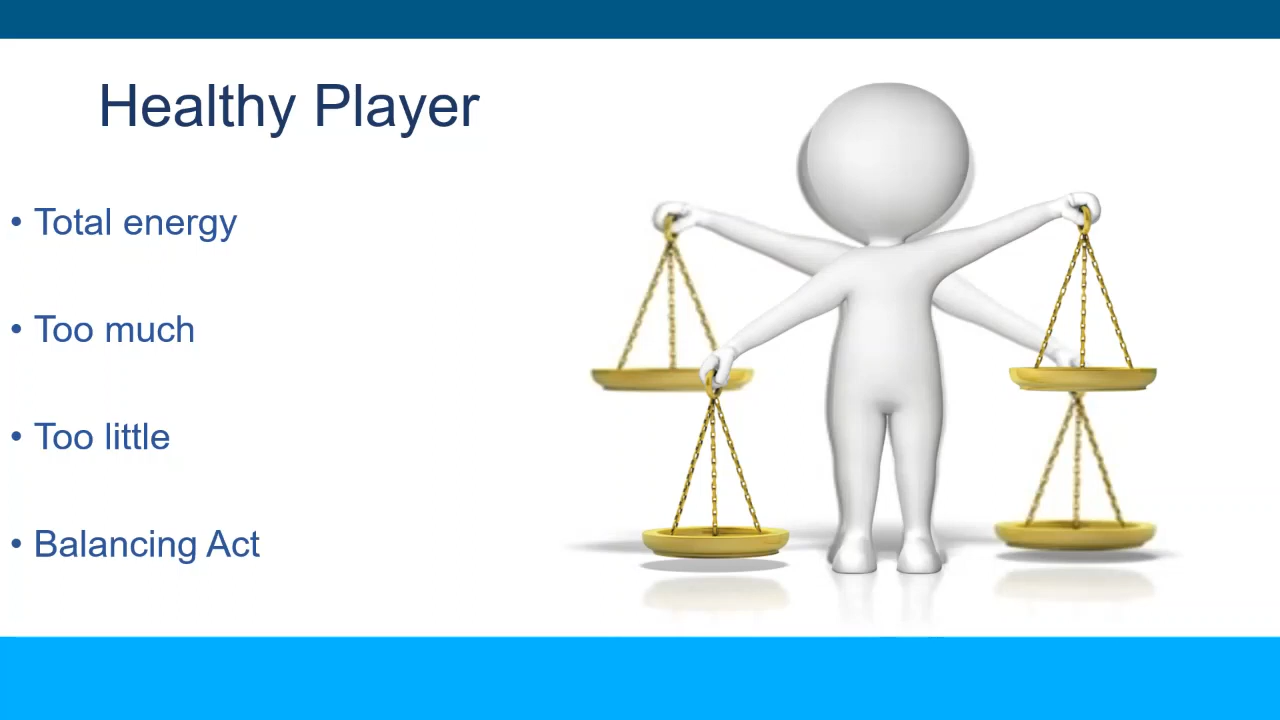 Healthy Player
• Total energy
• Too much
• Too little
• Balancing Act